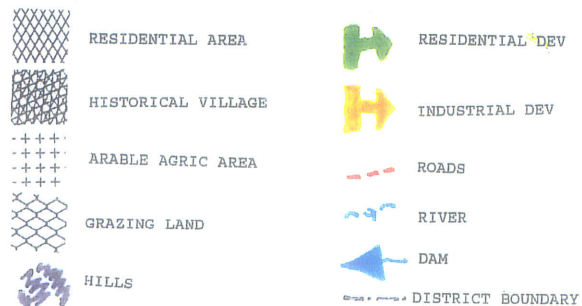 RESIDENTIAL AREA
HISTORICAL VILLAGE
ARABLE AGRIC AREA
GRAZING LAND
HILLS
RESIDENTIAL DEV
INDUSTRIAL DEV
ROADS
RIVER
DAM
DISTRICT BOUNDARY